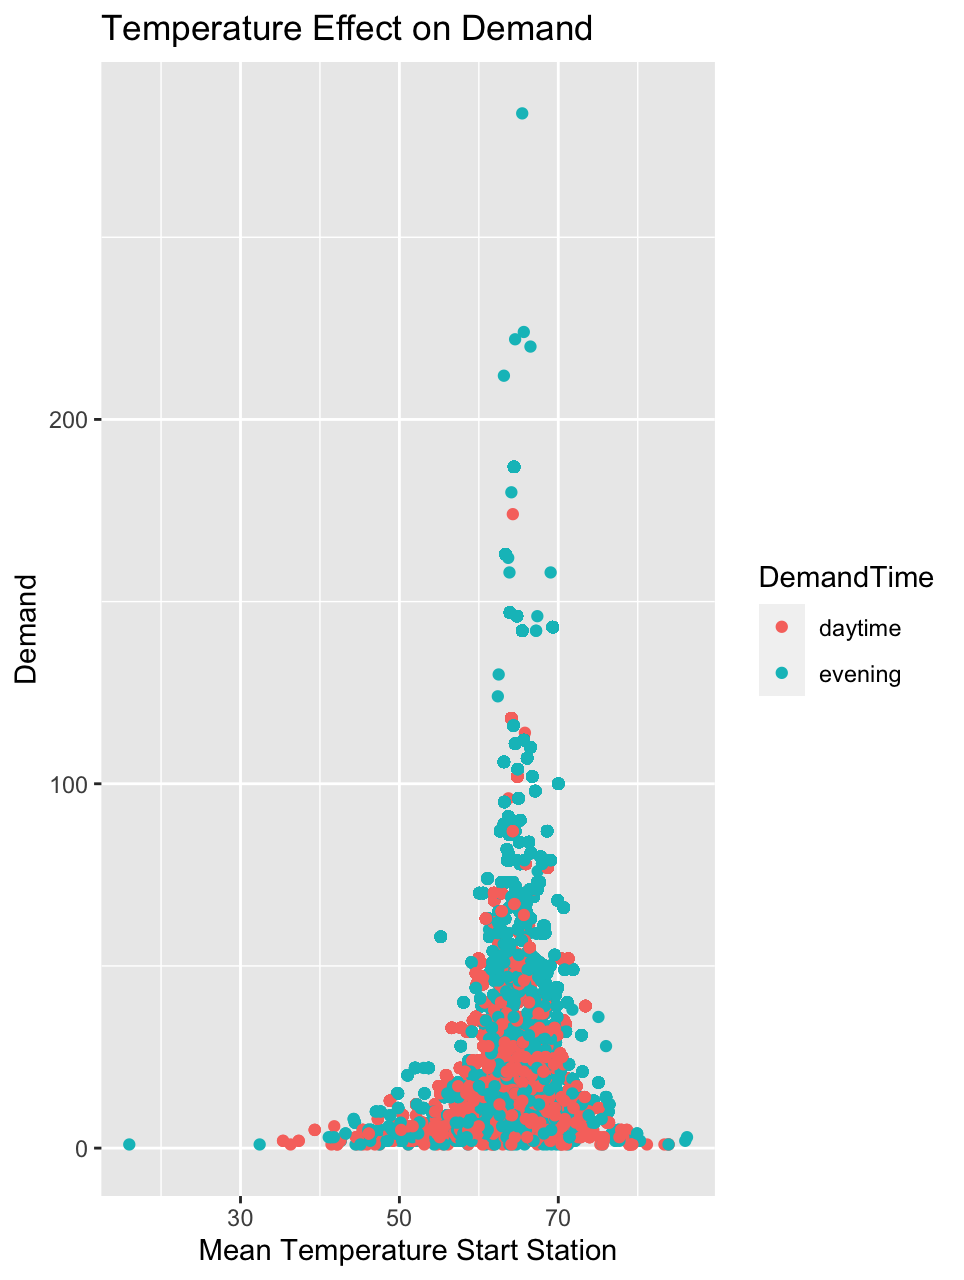 Temperature Effect on Demand
200
100
0
Demand
30 50 70
Mean Temperature Start Station
DemandTime
daytime
evening